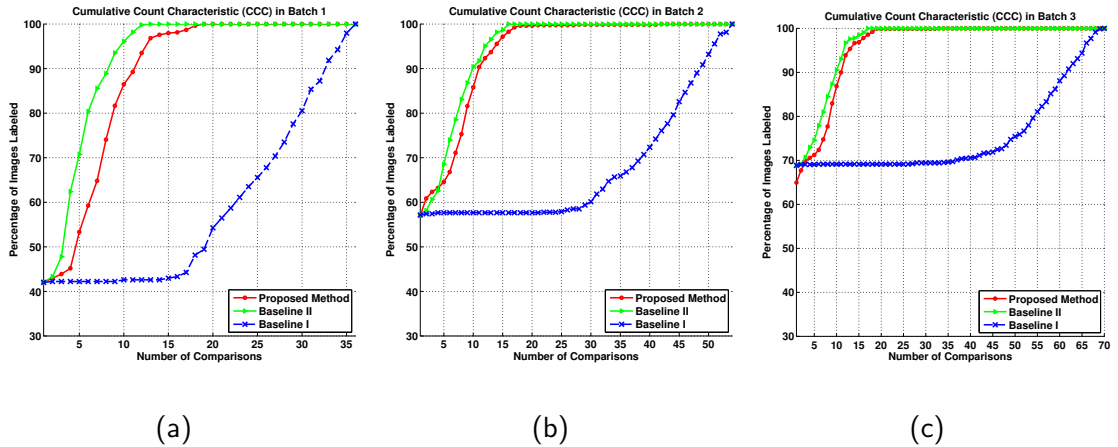 Cumulative Count Characteristic (CCC) in Batch 1
Percentage of Images Labeled
100
90
80
70
60
50
40
30
5 10 15 20 25 30 35
Number of Comparisons
Proposed Method
Baseline II
Baseline I
(a)
Cumulative Count Characteristic (CCC) in Batch 2
Percentage of Images Labeled
100
90
80
70
60
50
40
30
5 10 15 20 25 30 35 40 45 50
Number of Comparisons
Proposed Method
Baseline II
Baseline I
(b)
Cumulative Count Characteristic (CCC) in Batch 3
Percentage of Images Labeled
100
90
80
70
60
50
40
30
5 10 15 20 25 30 35 40 45 50 55 60 65 70
Number of Comparisons
Proposed Method
Baseline II
Baseline I
(c)